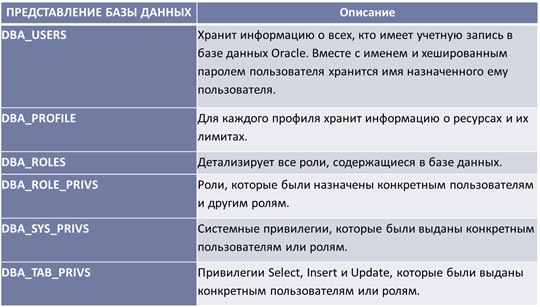 ПРЕДСТАВЛЕНИЕ БАЗЫ ДАННЫХ Описание
DBA_USERS Хранит информацию о всех, кто имеет учетную запись в
базе данных Oracle. Вместе с именем и хешированным
паролем пользователя хранится имя назначенного ему
пользователя.
DBA_PROFILE Для каждого профиля хранит информацию о ресурсах и их
лимитах.
DBA_ROLES Детализирует все роли, содержащиеся в базе данных.
DBA_ROLE_PRIVS Роли, которые были назначены конкретным пользователям
и другим ролям.
DBA_SYS_PRIVS Системные привилегии, которые были выданы конкретным
пользователям или ролям.
DBA_TAB_PRIVS Привилегии Select, Insert и Update, которые были выданы
конкретным пользователям или ролям.